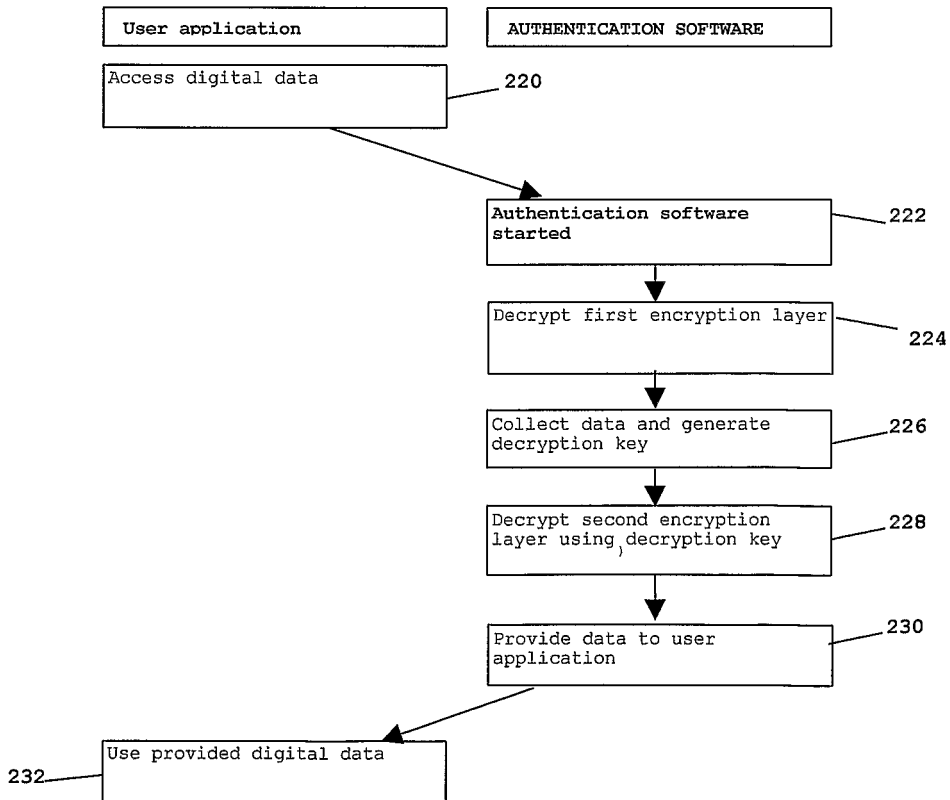 User application
AUTHENTICATION SOFTWARE
Access digital data
220
Authentication software
started
222
Decrypt first encryption layer
224
Collect data and generate
decryption key
226
Decrypt second encryption
layer using decryption key
228
Provide data to user
application
230
Use provided digital data
232